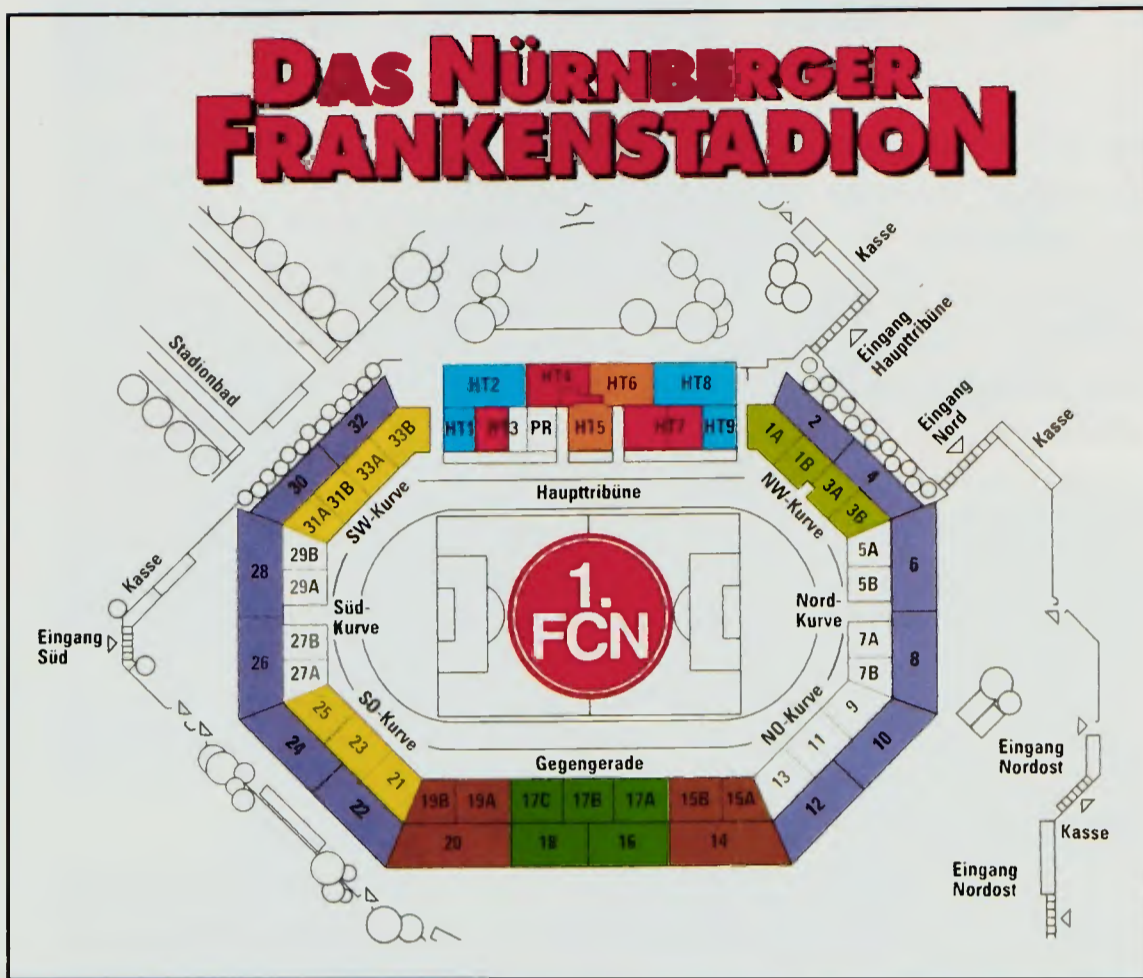 DAS NÜRNBERGER
FRANKENSTADION
Kasse
Eingang
Haupttribüne
Eingang
Nord
Kasse
Stadionbad
HT2
HT4
HT6
HT8
HT1
HT3
PR
HT5
HT7
HT9
32
33B
33A
30
31B
31A
SW-Kurve
Haupttribüne
NW-Kurve
2
1A
1B
4
3A
3B
28
29B
29A
5A
5B
6
Kasse
Eingang
Süd
Süd-
Kurve
1.
FCN
Nord-
Kurve
26
27B
27A
7A
7B
8
25
SO-Kurve
24
23
21
22
NO-Kurve
9
11
10
13
12
Gegengerade
19B
19A
17C
17B
17A
15B
15A
20
18
16
14
Eingang
Nordost
Kasse
Eingang
Nordost